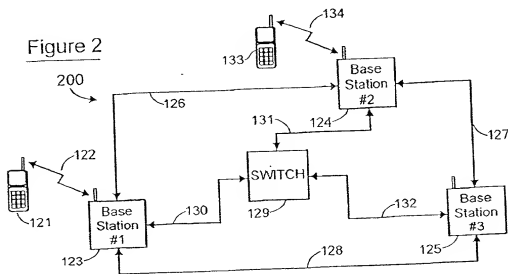 Figure 2
134
133
200
126
Base
Station
#2
124
131
127
122
SWITCH
129
121
Base
Station
#1
123
130
132
Base
Station
#3
125
128